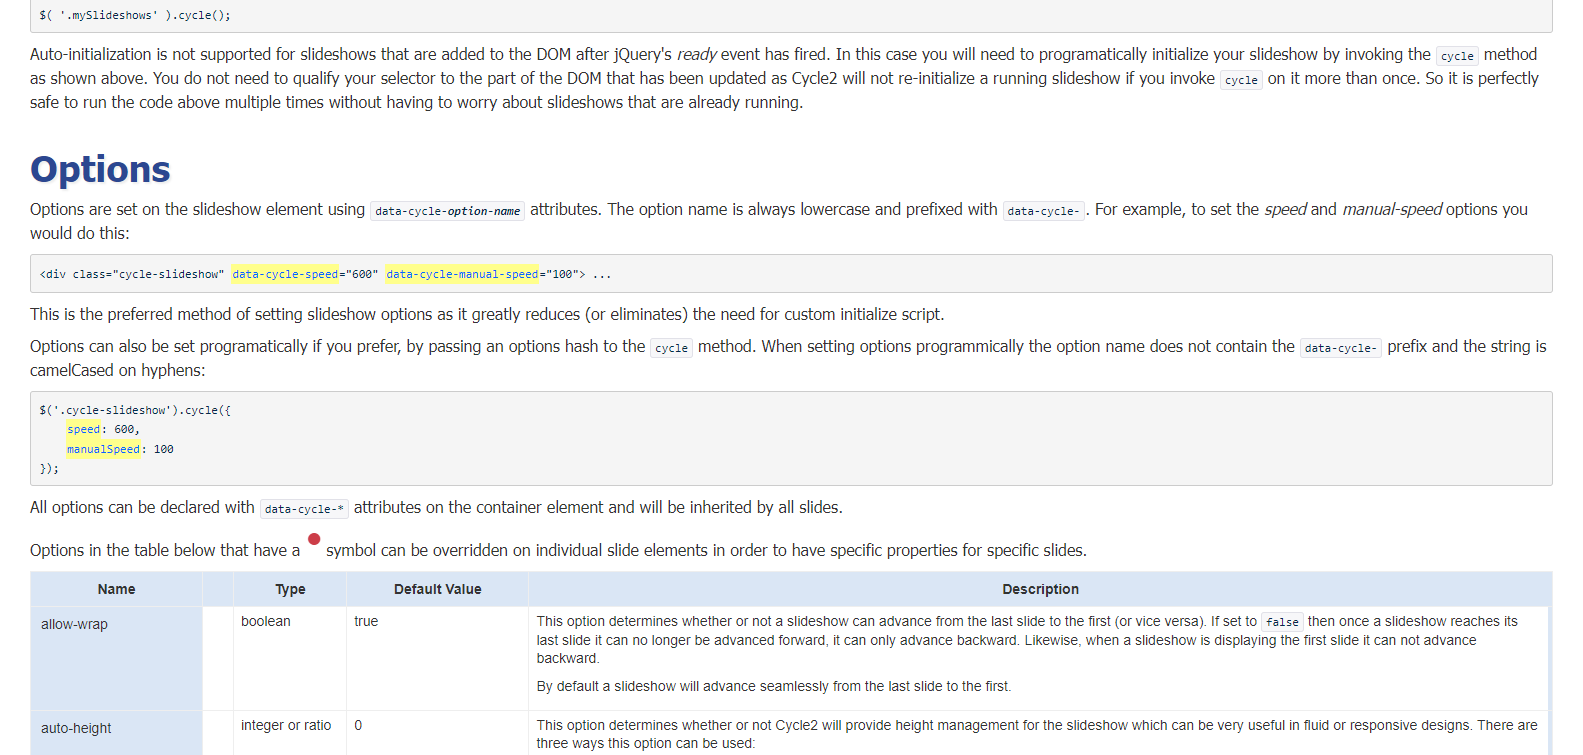 $( '.mySlideshows' ).cycle();
Auto-initialization is not supported for slideshows that are added to the DOM after jQuery's ready event has fired. In this case you will need to programatically initialize your slideshow by invoking the cycle method
as shown above. You do not need to qualify your selector to the part of the DOM that has been updated as Cycle2 will not re-initialize a running slideshow if you invoke cycle on it more than once. So it is perfectly
safe to run the code above multiple times without having to worry about slideshows that are already running.
Options
Options are set on the slideshow element using data-cycle-option-name attributes. The option name is always lowercase and prefixed with data-cycle- . For example, to set the speed and manual-speed options you
would do this:
<div class="cycle-slideshow" data-cycle-speed="600" data-cycle-manual-speed="100"> ...
This is the preferred method of setting slideshow options as it greatly reduces (or eliminates) the need for custom initialize script.
Options can also be set programatically if you prefer, by passing an options hash to the cycle method. When setting options programmically the option name does not contain the data-cycle- prefix and the string is
camelCased on hyphens:
$('.cycle-slideshow').cycle({
    speed: 600,
    manualSpeed: 100
});
All options can be declared with data-cycle-* attributes on the container element and will be inherited by all slides.
Options in the table below that have a symbol can be overridden on individual slide elements in order to have specific properties for specific slides.
Name Type Default Value Description
allow-wrap boolean true This option determines whether or not a slideshow can advance from the last slide to the first (or vice versa). If set to false then once a slideshow reaches its
last slide it can no longer be advanced forward, it can only advance backward. Likewise, when a slideshow is displaying the first slide it can not advance
backward.
By default a slideshow will advance seamlessly from the last slide to the first.
auto-height integer or ratio 0 This option determines whether or not Cycle2 will provide height management for the slideshow which can be very useful in fluid or responsive designs. There are
three ways this option can be used: